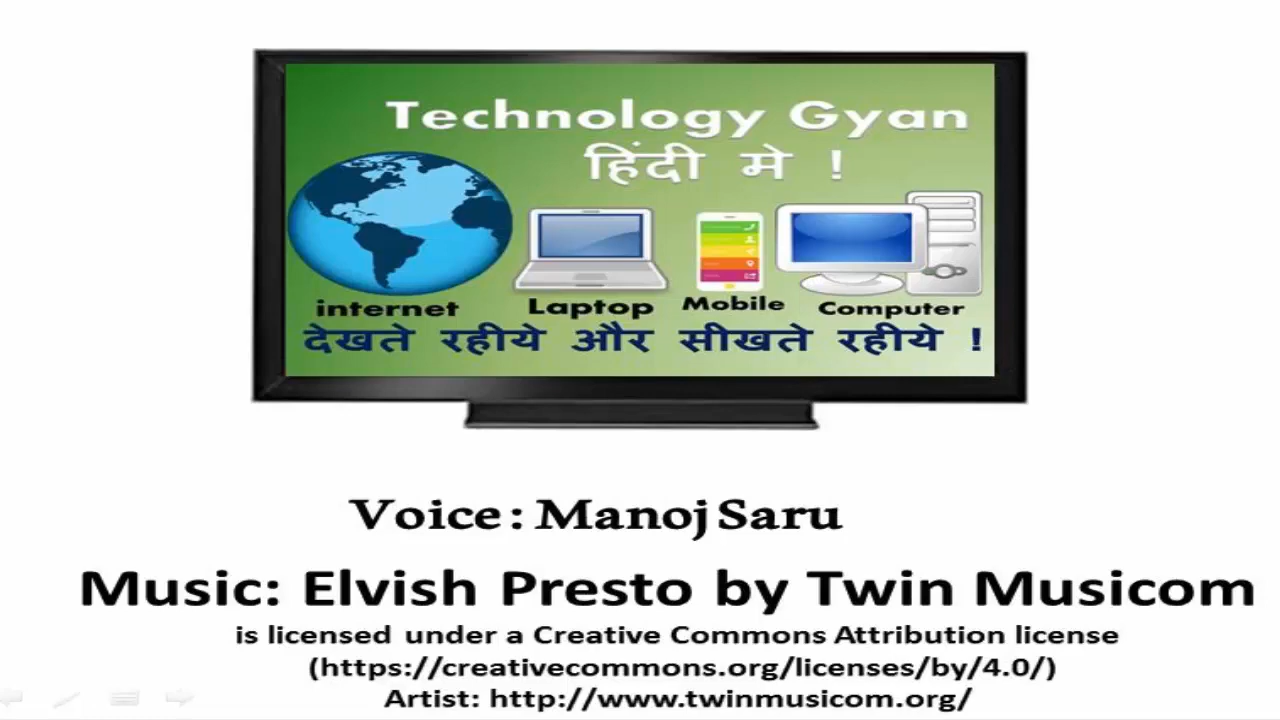 Technology Gyan
हिंदी मे !
internet Laptop Mobile Computer
देखते रहीये और सीखते रहीये !
Voice : Manoj Saru
Music: Elvish Presto by Twin Musicom
is licensed under a Creative Commons Attribution license
(https://creativecommons.org/licenses/by/4.0/)
Artist: http://www.twinmusicom.org/